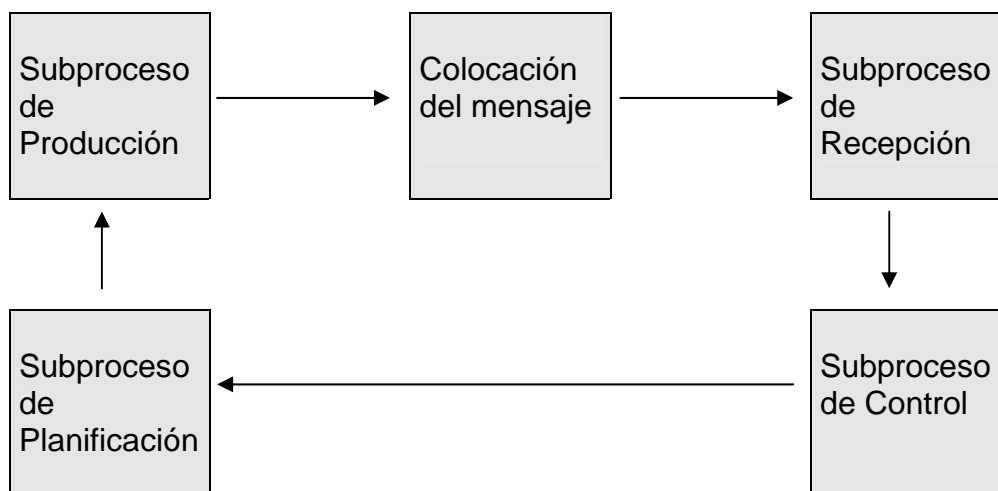 Subproceso
de
Producción
Colocación
del mensaje
Subproceso
de
Recepción
Subproceso
de
Planificación
Subproceso
de Control